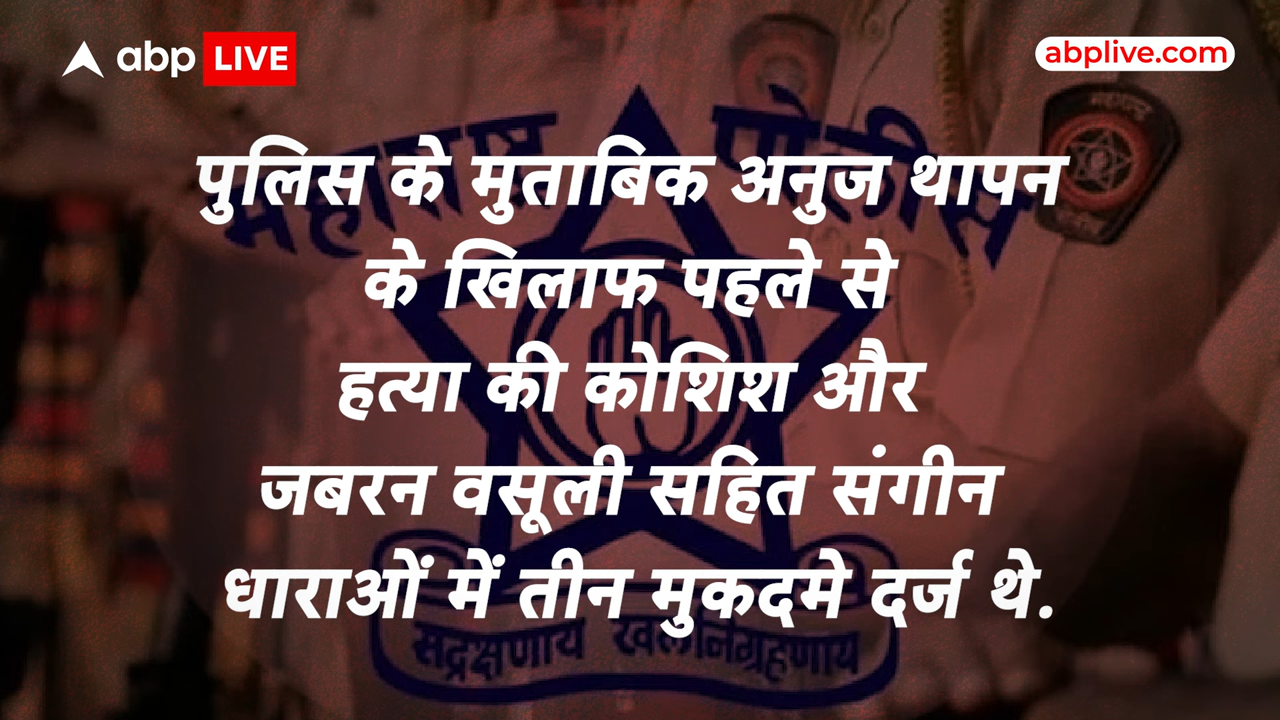 abp LIVE
abplive.com
महाराष्ट्र पोलीस
पुलिस के मुताबिक अनुज थापन
के खिलाफ पहले से
हत्या की कोशिश और
जबरन वसूली सहित संगीन
धाराओं में तीन मुकदमे दर्ज थे.
सद्रक्षणाय खलनिग्रहणाय